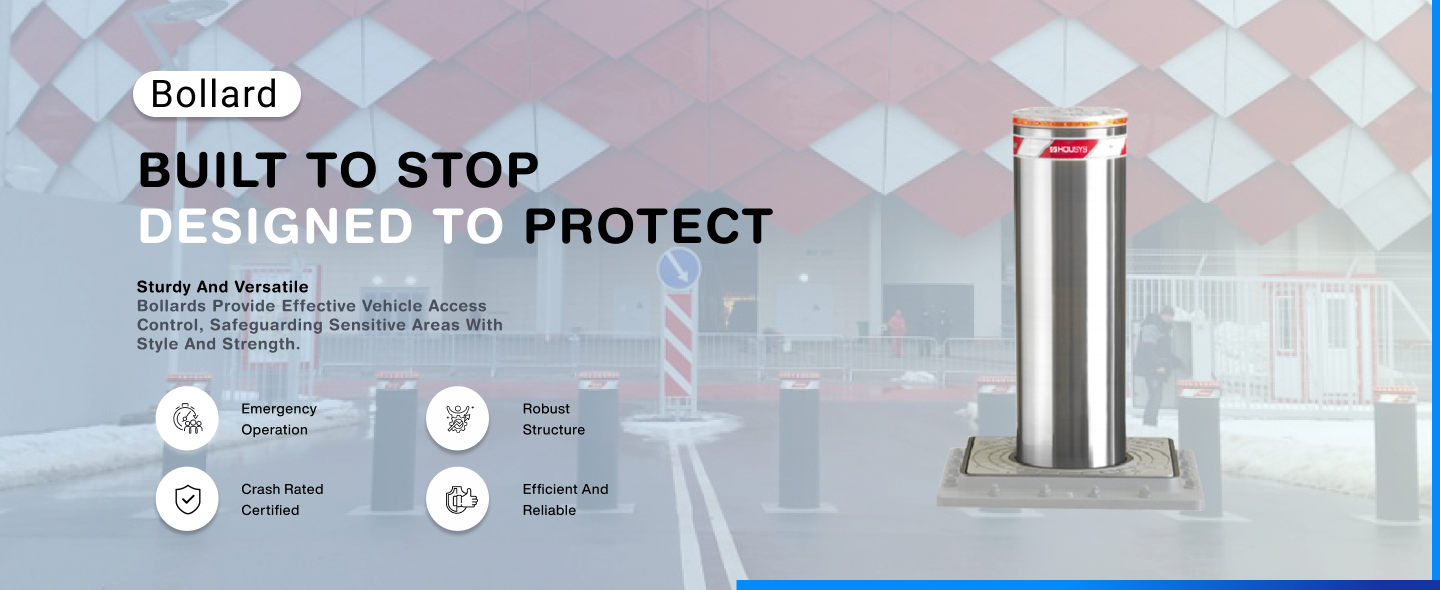 Bollard
BUILT TO STOP
DESIGNED TO PROTECT
Sturdy And Versatile
Bollards Provide Effective Vehicle Access
Control, Safeguarding Sensitive Areas With
Style And Strength.
Emergency
Operation
Robust
Structure
Crash Rated
Certified
Efficient And
Reliable
HOUSYS